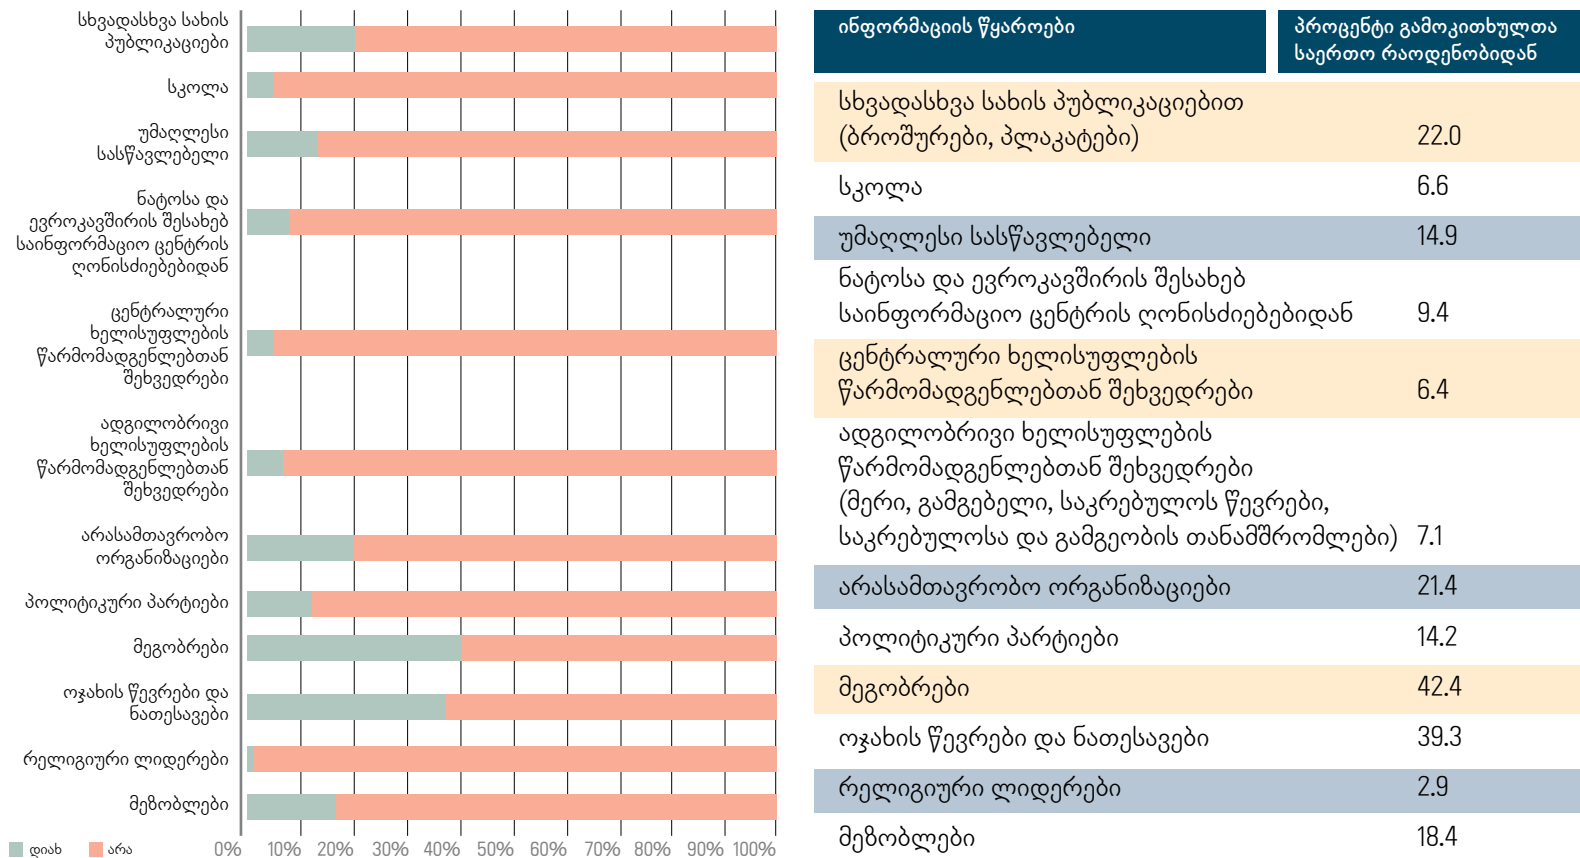 სხვადასხვა სახის
პუბლიკაციები
სკოლა
უმაღლესი
სასწავლებელი
ნატოსა და
ევროკავშირის შესახებ
საინფორმაციო ცენტრის
ღონისძიებებიდან
ცენტრალური
ხელისუფლების
წარმომადგენლებთან
შეხვედრები
ადგილობრივი
ხელისუფლების
წარმომადგენლებთან
შეხვედრები
არასამთავრობო
ორგანიზაციები
პოლიტიკური პარტიები
მეგობრები
ოჯახის წევრები და
ნათესავები
რელიგიური ლიდერები
მეზობლები
დიახ არა
0% 10% 20% 30% 40% 50% 60% 70% 80% 90% 100%
ინფორმაციის წყაროები
პროცენტი გამოკითხულთა
საერთო რაოდენობიდან
სხვადასხვა სახის პუბლიკაციებით
(ბროშურები, პლაკატები) 22.0
სკოლა 6.6
უმაღლესი სასწავლებელი 14.9
ნატოსა და ევროკავშირის შესახებ
საინფორმაციო ცენტრის ღონისძიებებიდან 9.4
ცენტრალური ხელისუფლების
წარმომადგენლებთან შეხვედრები 6.4
ადგილობრივი ხელისუფლების
წარმომადგენლებთან შეხვედრები
(მერი, გამგებელი, საკრებულოს წევრები,
საკრებულოსა და გამგეობის თანამშრომლები) 7.1
არასამთავრობო ორგანიზაციები 21.4
პოლიტიკური პარტიები 14.2
მეგობრები 42.4
ოჯახის წევრები და ნათესავები 39.3
რელიგიური ლიდერები 2.9
მეზობლები 18.4